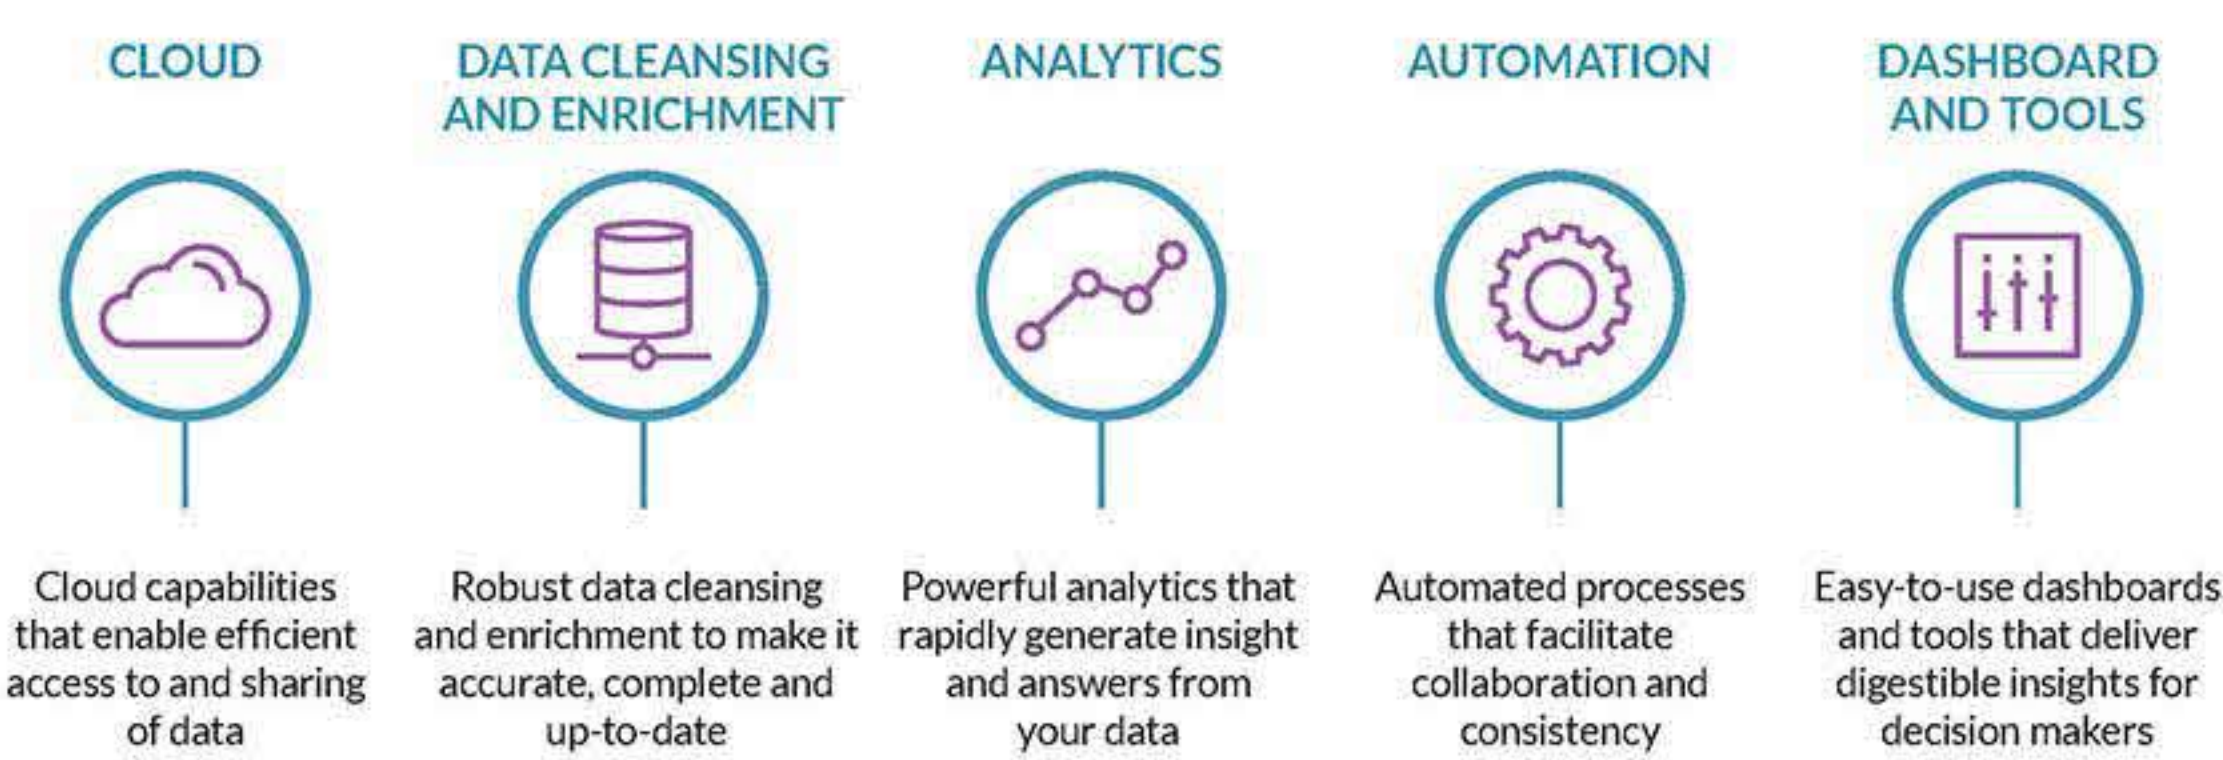 CLOUD
Cloud capabilities
that enable efficient
access to and sharing
of data
DATA CLEANSING
AND ENRICHMENT
Robust data cleansing
and enrichment to make it
accurate, complete and
up-to-date
ANALYTICS
Powerful analytics that
rapidly generate insight
and answers from
your data
AUTOMATION
Automated processes
that facilitate
collaboration and
consistency
DASHBOARD
AND TOOLS
Easy-to-use dashboards
and tools that deliver
digestible insights for
decision makers